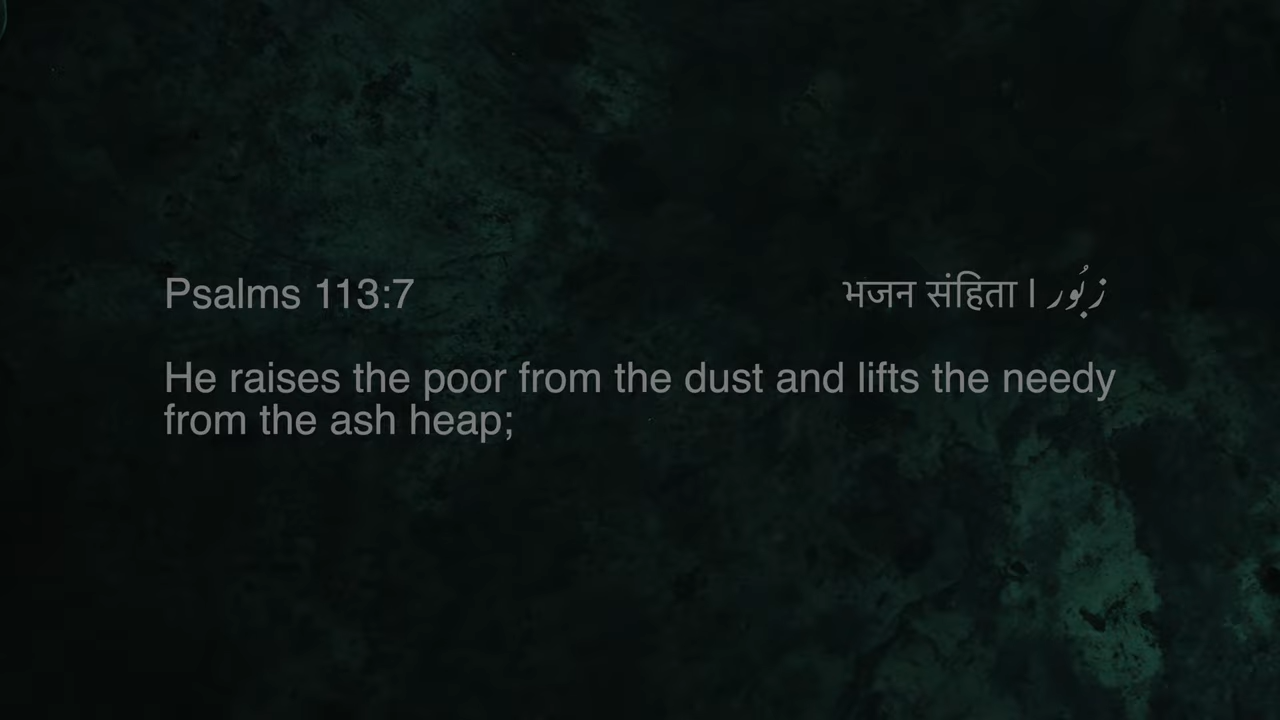 Psalms 113:7 भजन संहिता | زبُور
He raises the poor from the dust and lifts the needy
from the ash heap;